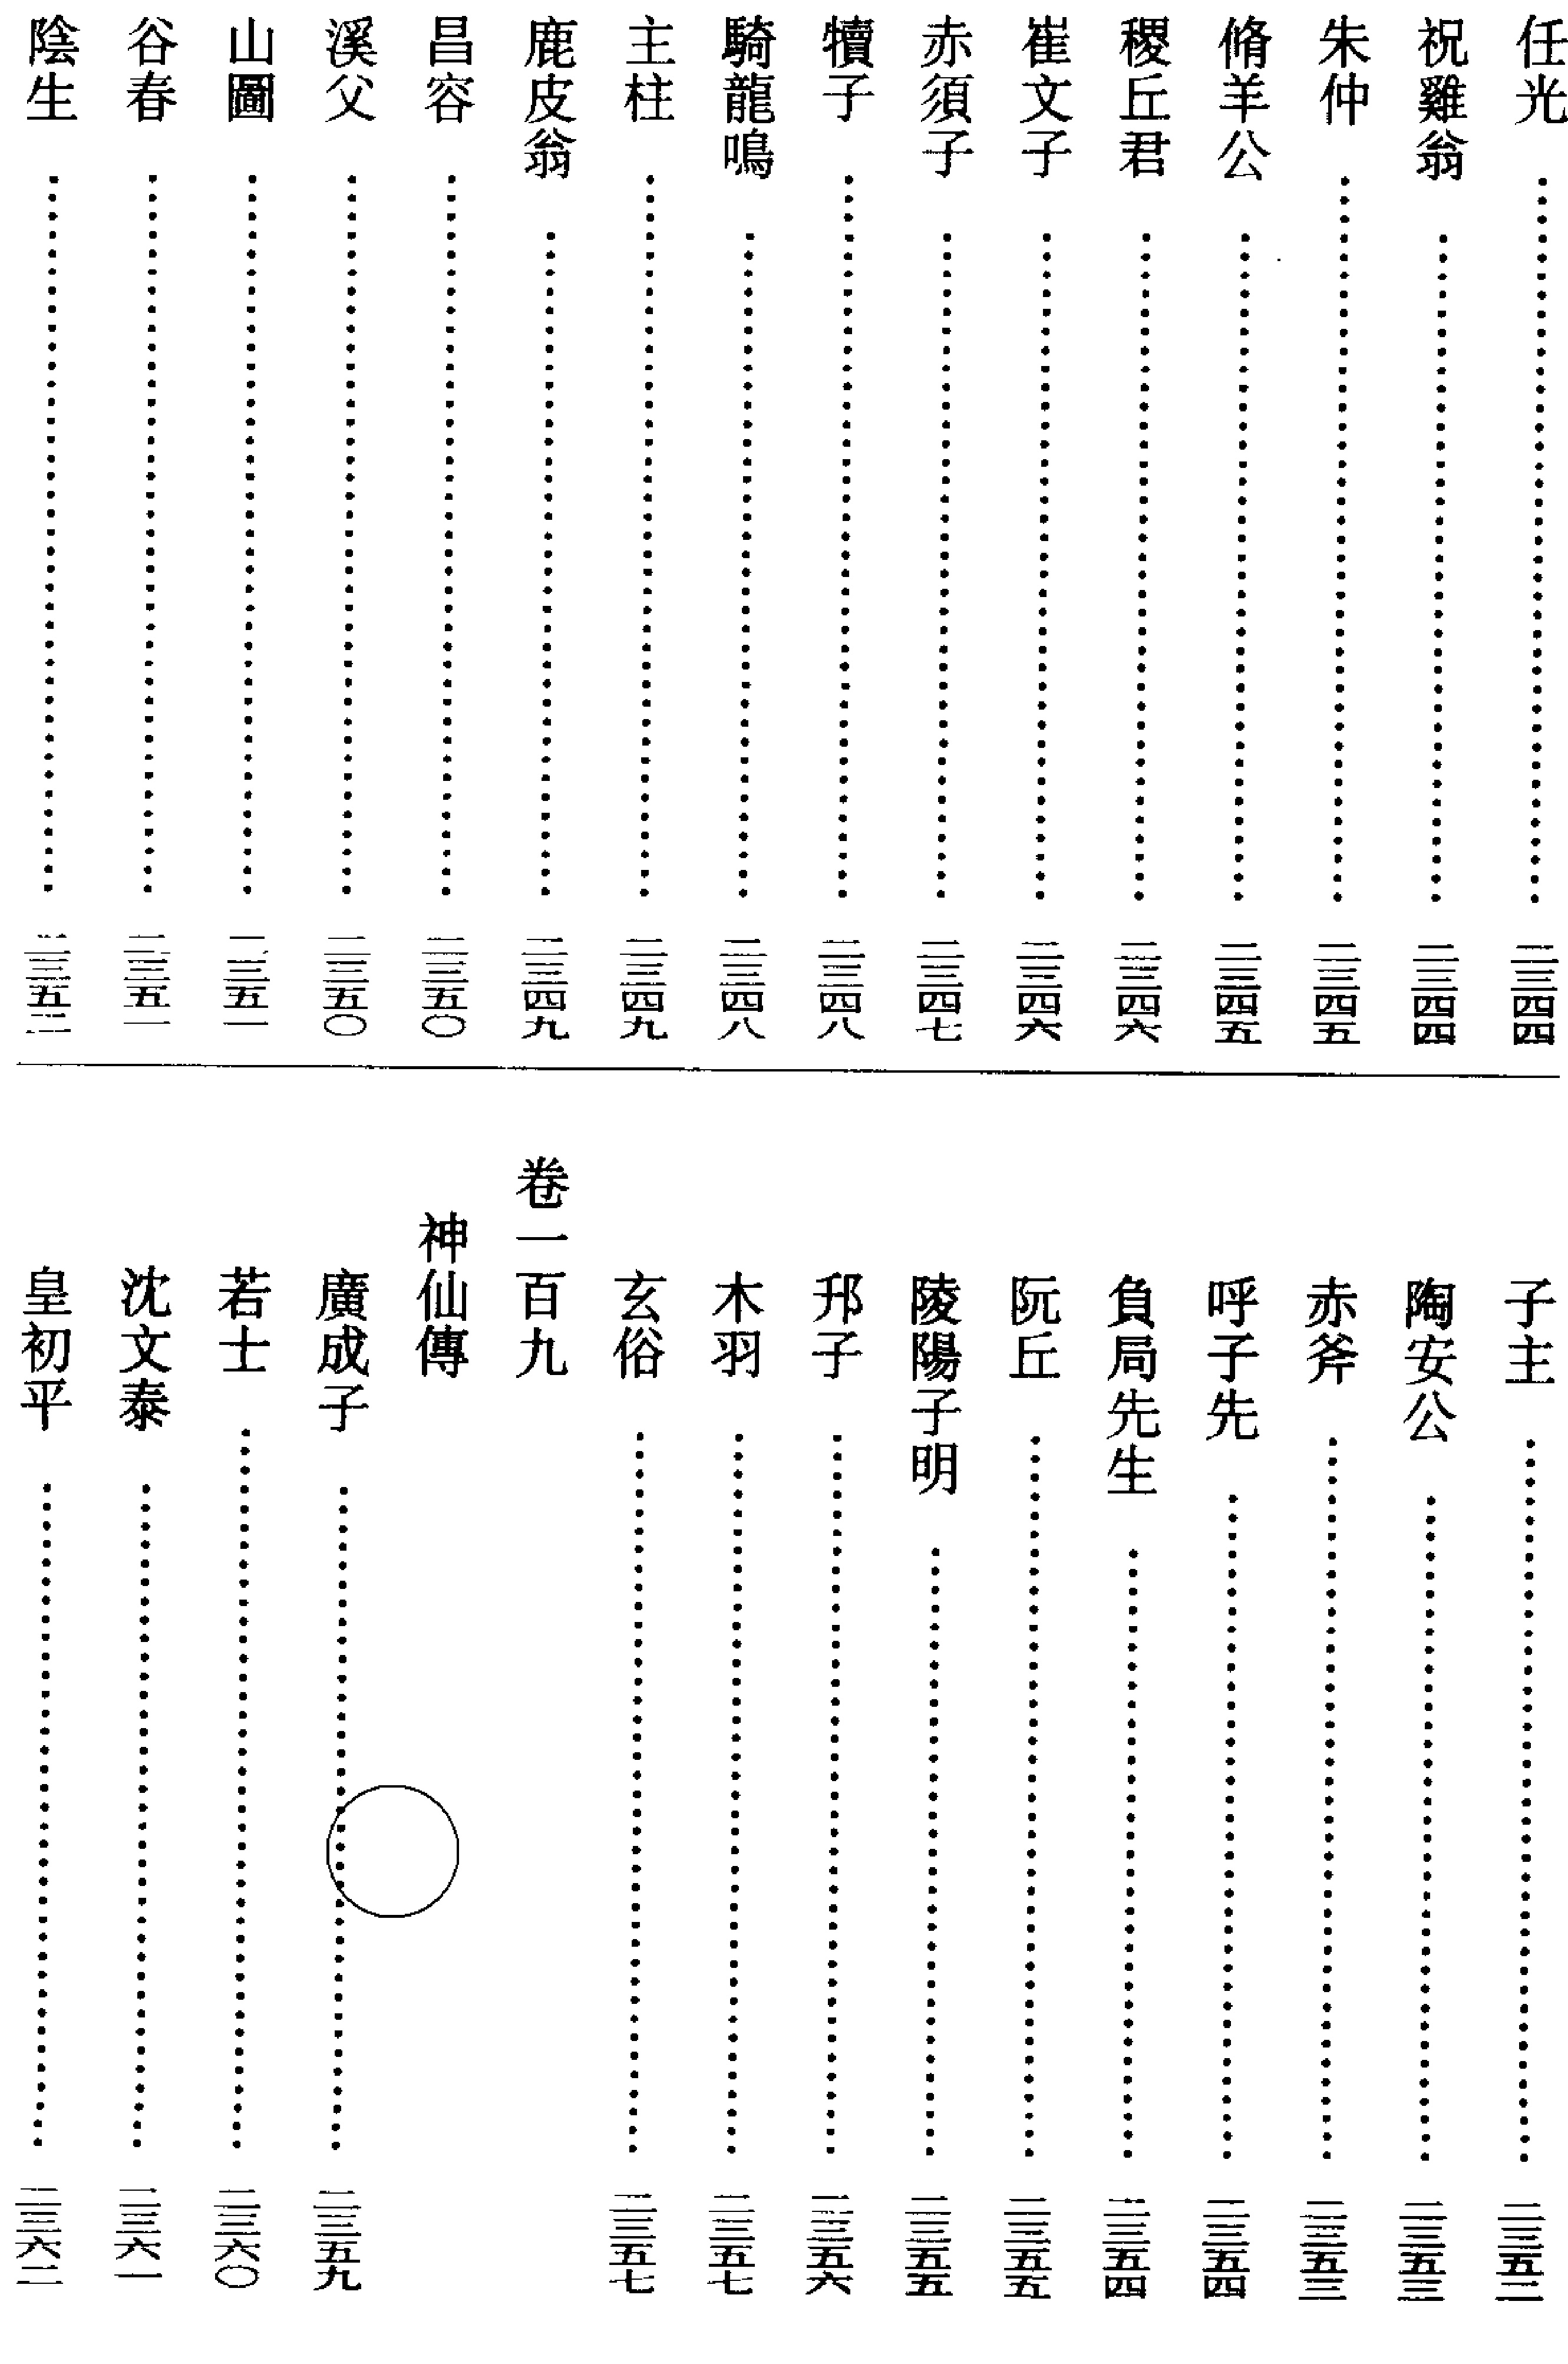 任光……二三四四
祝雞翁……二三四四
朱仲……二三四五
脩羊公……二三四五
稷丘君……二三四六
崔文子……二三四六
赤須子……二三四七
犢子……二三四八
騎龍鳴……二三四八
主柱……二三四九
鹿皮翁……二三四九
昌容……二三五〇
溪父……二三五〇
山圖……二三五一
谷春……二三五一
陰生……二三五二
子主……二三五二
陶安公……二三五三
赤斧……二三五三
呼子先……二三五四
負局先生……二三五四
阮丘……二三五五
陵陽子明……二三五五
邘子……二三五六
木羽……二三五七
玄俗……二三五七
卷一百九
神仙傳
廣成子……二三五九
若士……二三六〇
沈文泰……二三六一
皇初平……二三六二